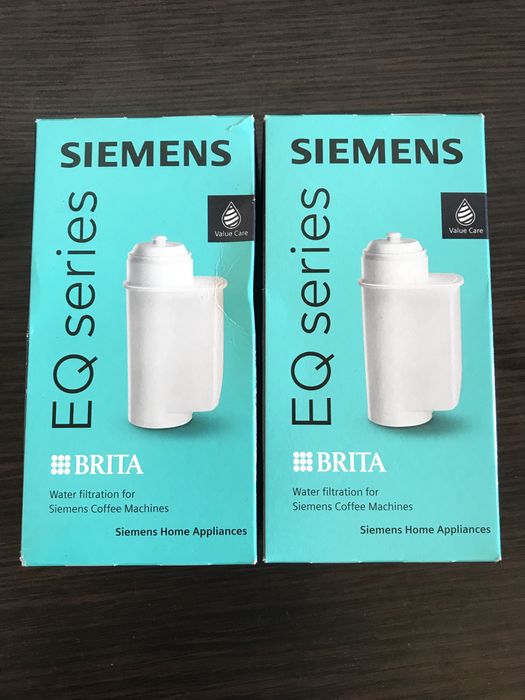 SIEMENS
EQ series
Value Care
BRITA
Water filtration for
Siemens Coffee Machines
Siemens Home Appliances
SIEMENS
EQ series
Value Care
BRITA
Water filtration for
Siemens Coffee Machines
Siemens Home Appliances